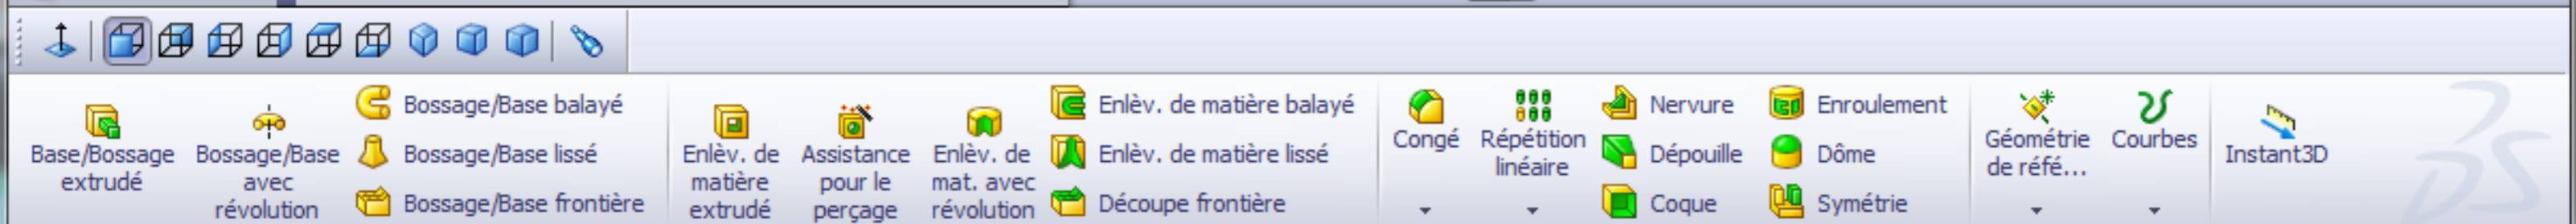 Base/Bossage
extrudé
Bossage/Base
avec
révolution
Bossage/Base balayé
Bossage/Base lissé
Bossage/Base frontière
Enlèv. de
matière
extrudé
Assistance
pour le
perçage
Enlèv. de
mat. avec
révolution
Enlèv. de matière balayé
Enlèv. de matière lissé
Découpe frontière
Congé
Répétition
linéaire
Nervure
Dépouille
Coque
Enroulement
Dôme
Symétrie
Géométrie
de réfé...
Courbes
Instant3D